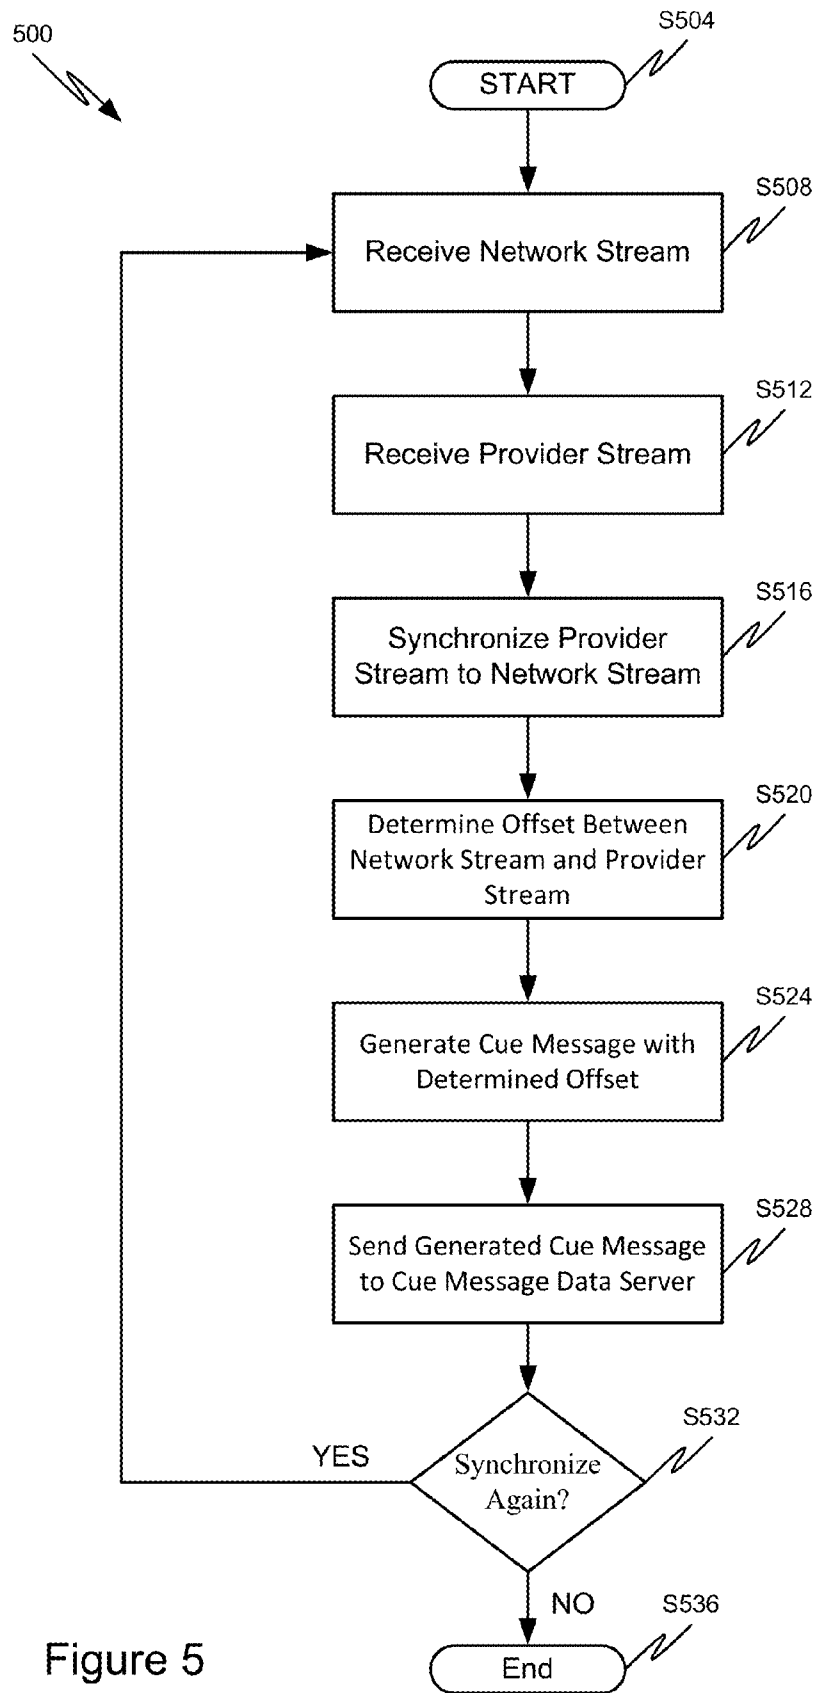 500
S504
START
S508
Receive Network Stream
S512
Receive Provider Stream
S516
Synchronize Provider
Stream to Network Stream
S520
Determine Offset Between
Network Stream and Provider
Stream
S524
Generate Cue Message with
Determined Offset
S528
Send Generated Cue Message
to Cue Message Data Server
S532
YES
Synchronize
Again?
NO
S536
End
Figure 5